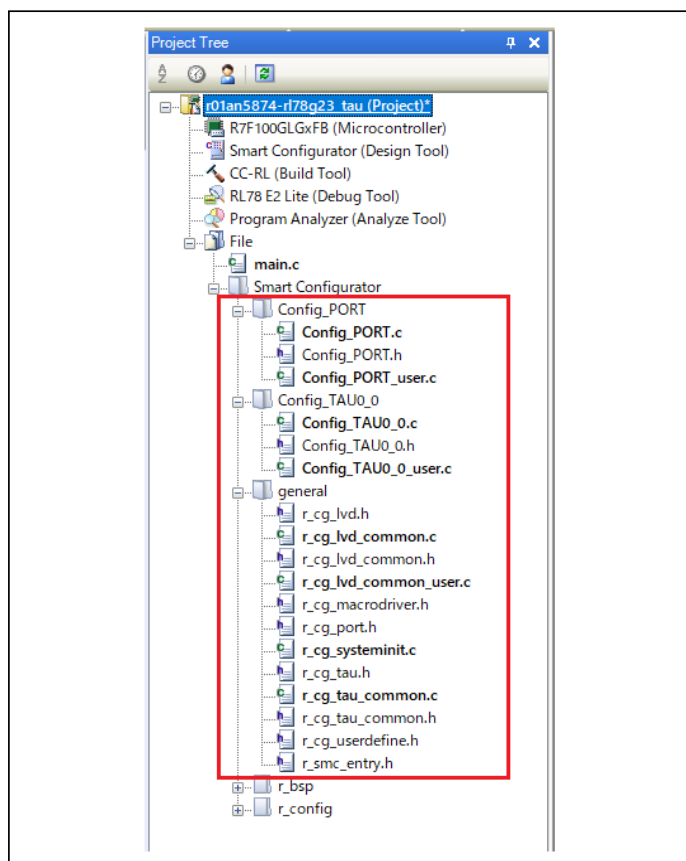 Project Tree
r01an5874-rl78g23_tau (Project)*
R7F100GLGxFB (Microcontroller)
Smart Configurator (Design Tool)
CC-RL (Build Tool)
RL78 E2 Lite (Debug Tool)
Program Analyzer (Analyze Tool)
File
main.c
Smart Configurator
Config_PORT
Config_PORT.c
Config_PORT.h
Config_PORT_user.c
Config_TAU0_0
Config_TAU0_0.c
Config_TAU0_0.h
Config_TAU0_0_user.c
general
r_cg_lvd.h
r_cg_lvd_common.c
r_cg_lvd_common.h
r_cg_lvd_common_user.c
r_cg_macrodriver.h
r_cg_port.h
r_cg_systeminit.c
r_cg_tau.h
r_cg_tau_common.c
r_cg_tau_common.h
r_cg_userdefine.h
r_smc_entry.h
r_bsp
r_config